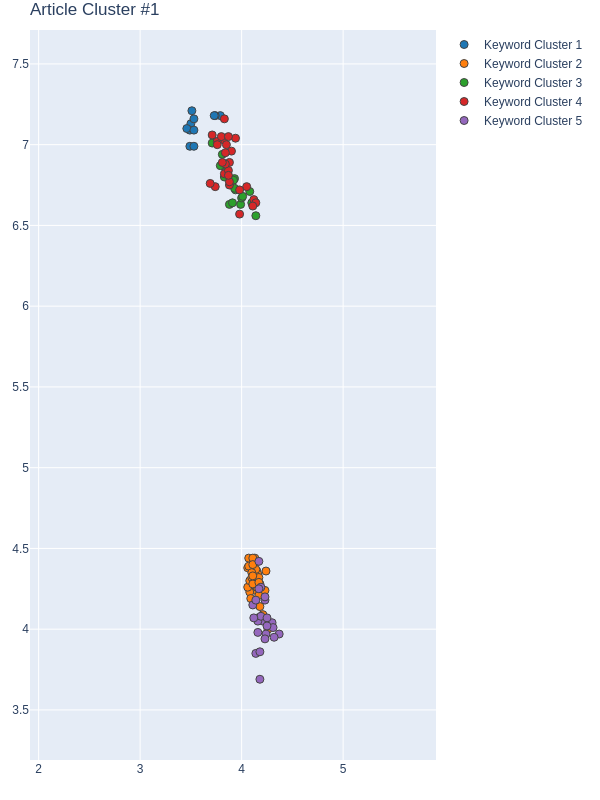 Article Cluster #1
Keyword Cluster 1
Keyword Cluster 2
Keyword Cluster 3
Keyword Cluster 4
Keyword Cluster 5
7.5
7
6.5
6
5.5
5
4.5
4
3.5
2 3 4 5